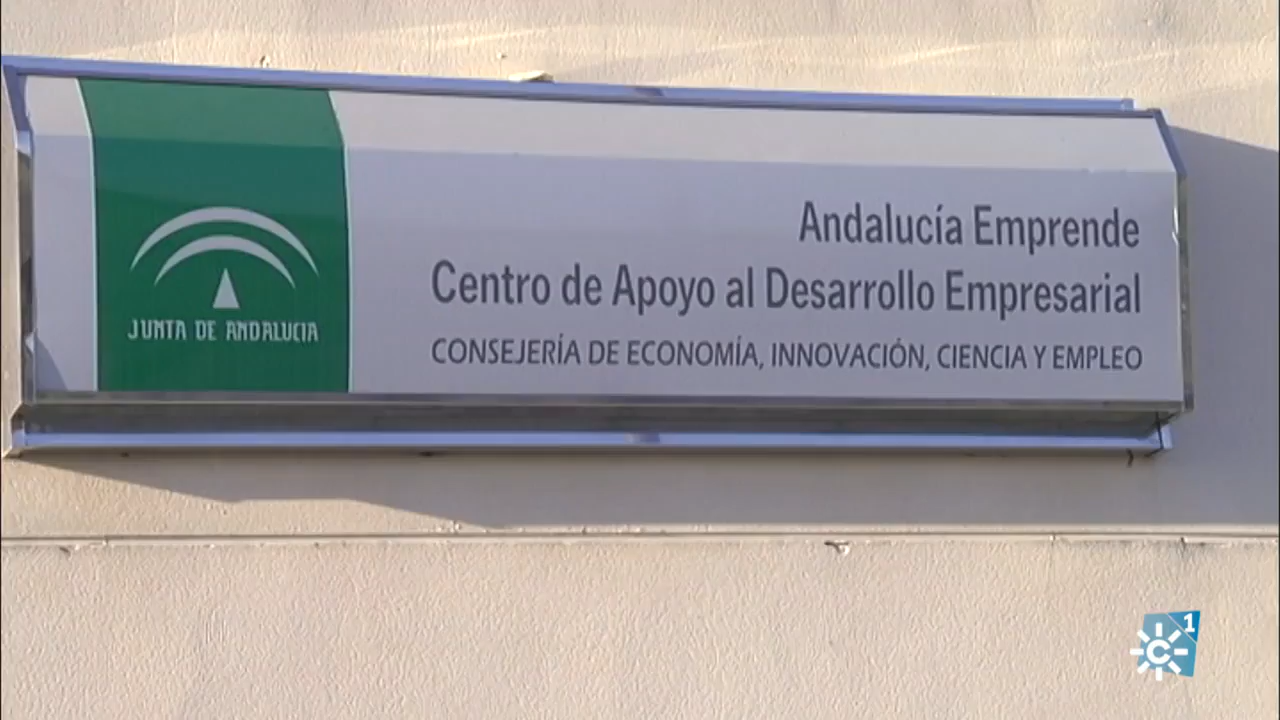 JUNTA DE ANDALUCIA
Andalucía Emprende
Centro de Apoyo al Desarrollo Empresarial
CONSEJERÍA DE ECONOMÍA, INNOVACIÓN, CIENCIA Y EMPLEO
C 1